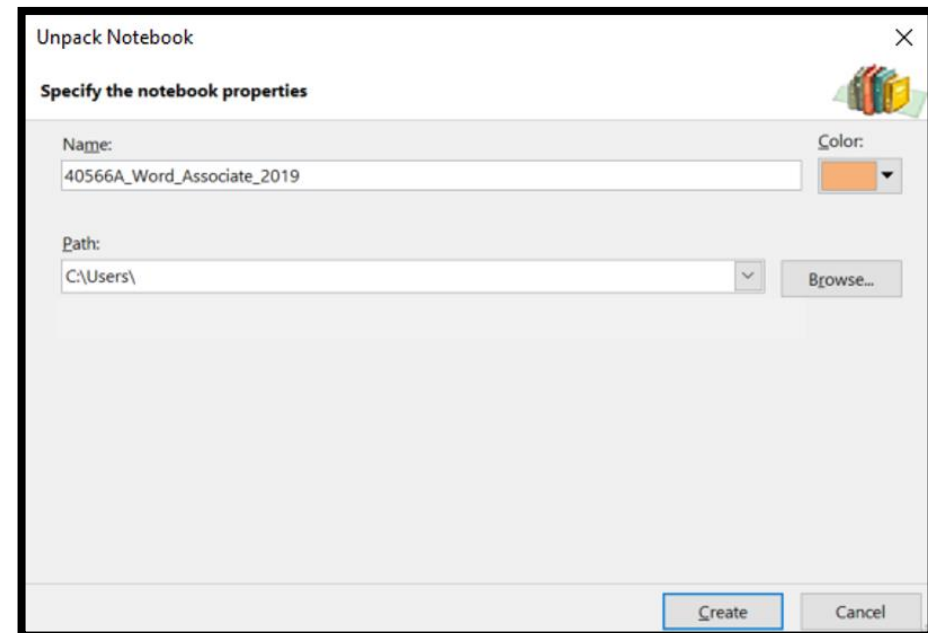 Unpack Notebook
Specify the notebook properties
Name:
Color:
40566A_Word_Associate_2019
Path:
C:\Users\
Browse...
Create
Cancel